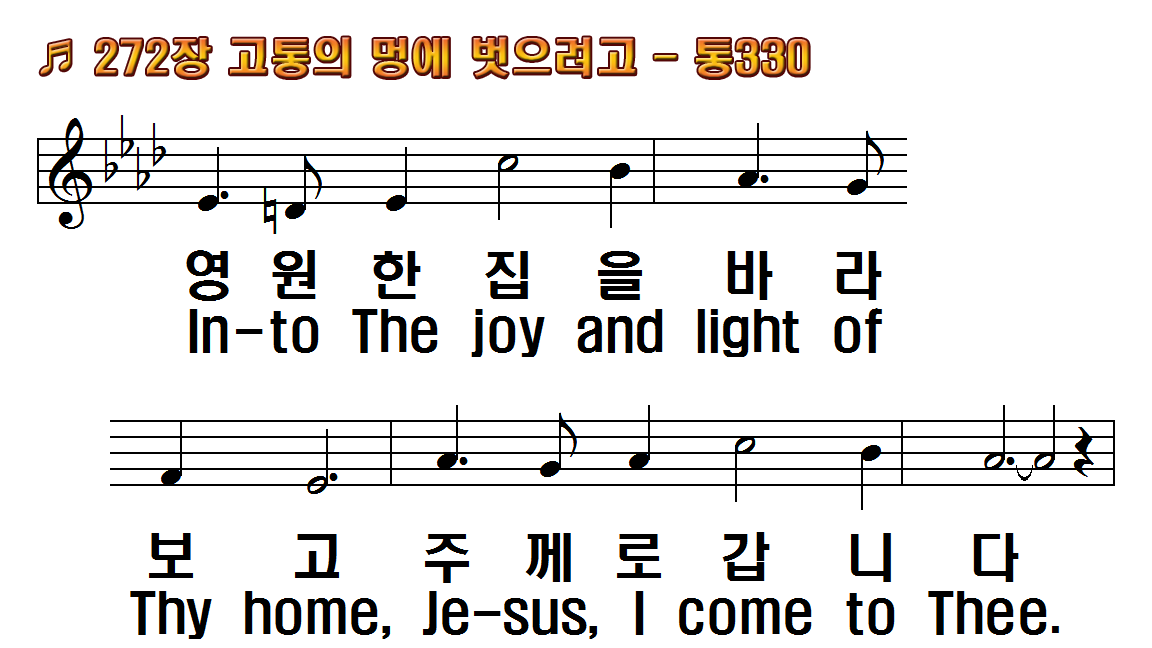 ♬ 272장 고통의 멍에 벗으려고 - 통330
영 원 한 집 을 바 라
In-to The joy and light of
보 고 주 께 로 갑 니 다
Thy home, Je-sus, I come to Thee.